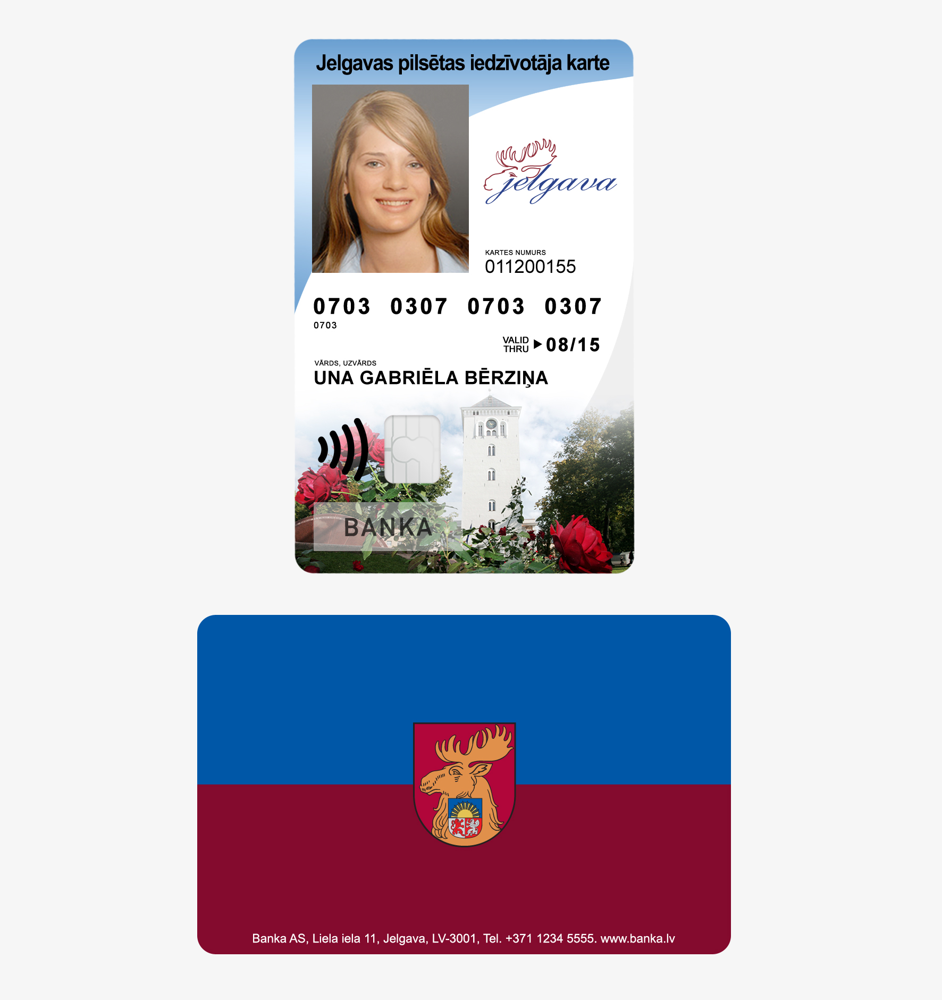 Jelgavas pilsētas iedzīvotāja karte
jelgava
KARTES NUMURS
011200155
0703 0307 0703 0307
0703
VALID
THRU
08/15
VĀRDS, UZVĀRDS
UNA GABRIĒLA BĒRZIŅA
BANKA
Banka AS, Liela iela 11, Jelgava, LV-3001, Tel. +371 1234 5555. www.banka.lv